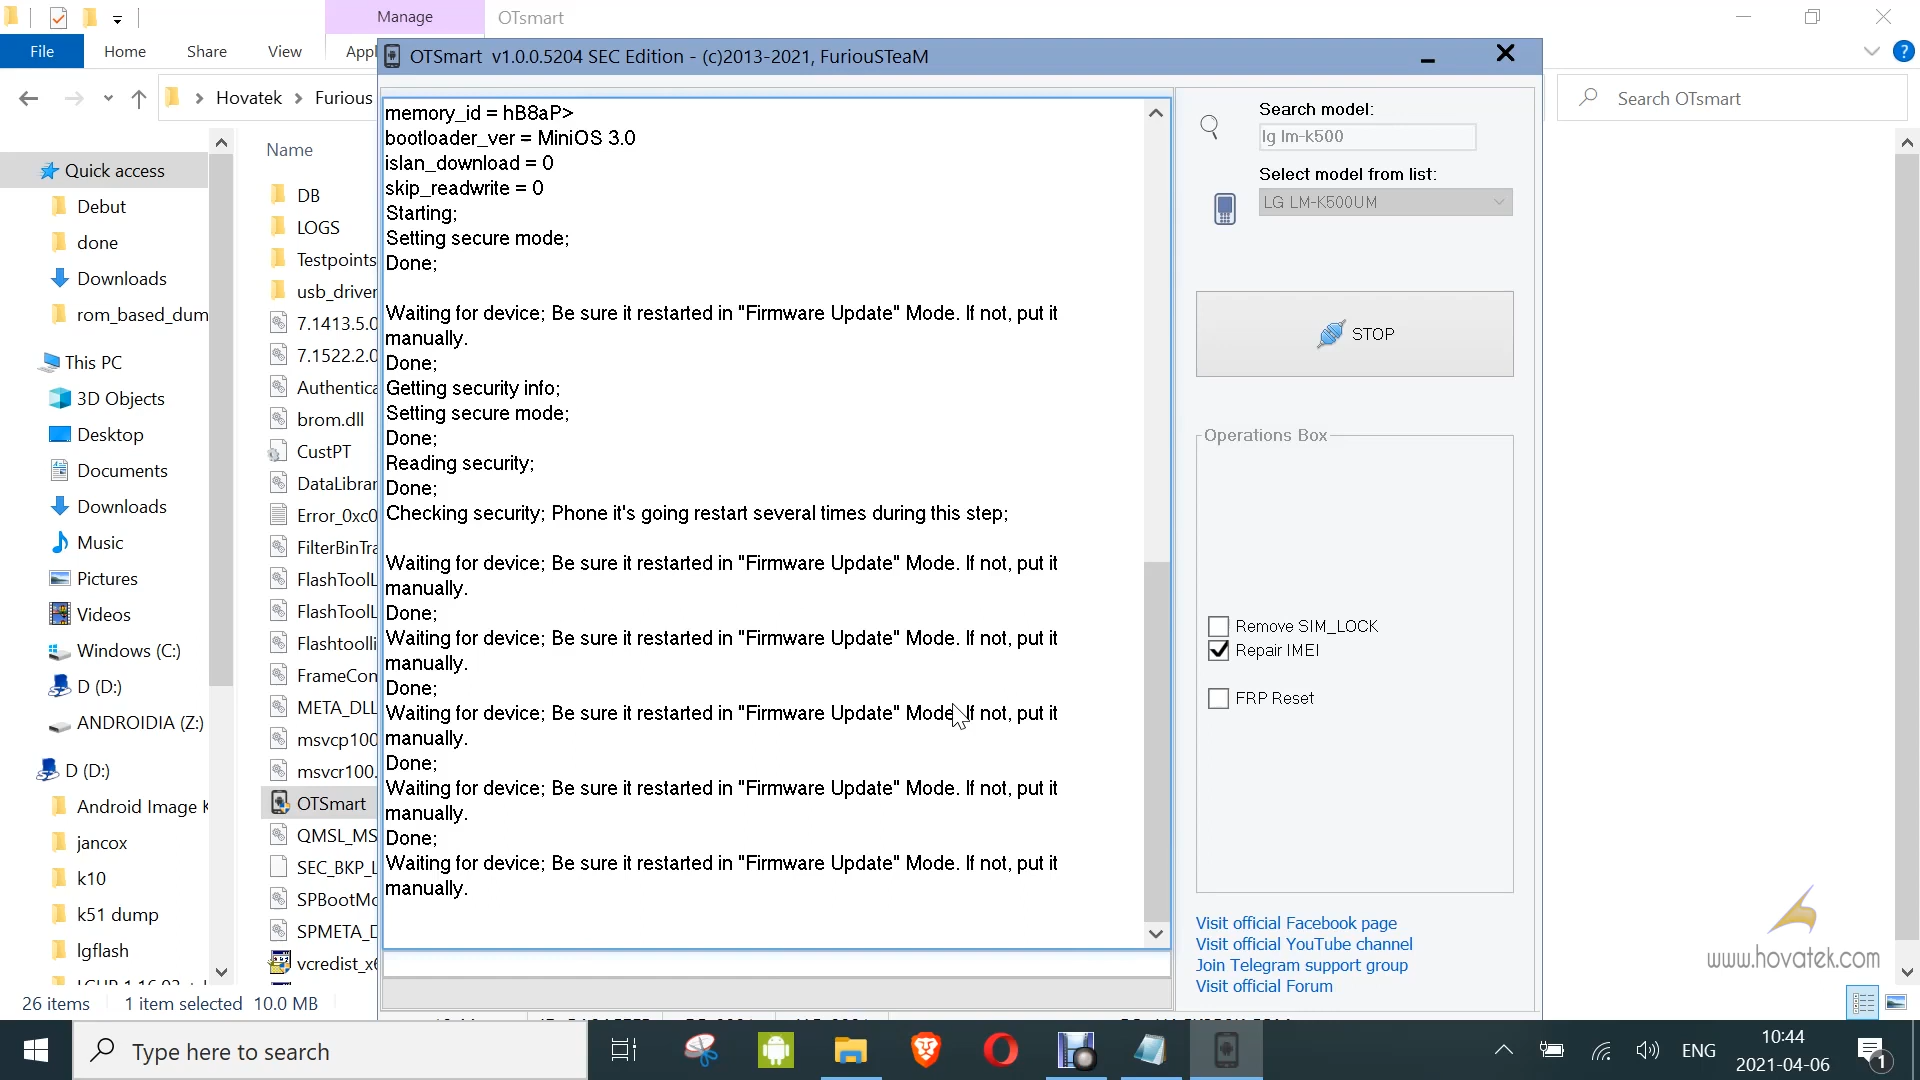 Manage
OTsmart
File
Home
Share
View
OTSmart v1.0.0.5204 SEC Edition - (c)2013-2021, FuriouSTeaM
Hovatek
Furious
Search OTsmart
Name
Quick access
Debut
done
Downloads
rom_based_dum
This PC
3D Objects
Desktop
Documents
Downloads
Music
Pictures
Videos
Windows (C:)
D (D:)
ANDROIDIA (Z:)
D (D:)
Android Image K
jancox
k10
k51 dump
lgflash
DB
LOGS
Testpoints
usb_driver
7.1413.5.0
7.1522.2.0
Authentica
brom.dll
CustPT
DataLibrar
Error_0xc0
FilterBinTra
FlashToolL
FlashToolL
Flashtoolli
FrameCon
META_DLL
msvcp100
msvcr100.
OTSmart
QMSL_MS
SEC_BKP_L
SPBootMo
SPMETA_D
vcredist_x6
memory_id = hB8aP>
bootloader_ver = MiniOS 3.0
islan_download = 0
skip_readwrite = 0
Starting;
Setting secure mode;
Done;
Waiting for device; Be sure it restarted in "Firmware Update" Mode. If not, put it
manually.
Done;
Getting security info;
Setting secure mode;
Done;
Reading security;
Done;
Checking security; Phone it's going restart several times during this step;
Waiting for device; Be sure it restarted in "Firmware Update" Mode. If not, put it
manually.
Done;
Waiting for device; Be sure it restarted in "Firmware Update" Mode. If not, put it
manually.
Done;
Waiting for device; Be sure it restarted in "Firmware Update" Mode. If not, put it
manually.
Done;
Waiting for device; Be sure it restarted in "Firmware Update" Mode. If not, put it
manually.
Done;
Waiting for device; Be sure it restarted in "Firmware Update" Mode. If not, put it
manually.
Search model:
lg lm-k500
Select model from list:
LG LM-K500UM
STOP
Operations Box
Remove SIM_LOCK
Repair IMEI
FRP Reset
Visit official Facebook page
Visit official YouTube channel
Join Telegram support group
Visit official Forum
www.hovatek.com
26 items
1 item selected 10.0 MB
Type here to search
ENG
10:44
2021-04-06
1